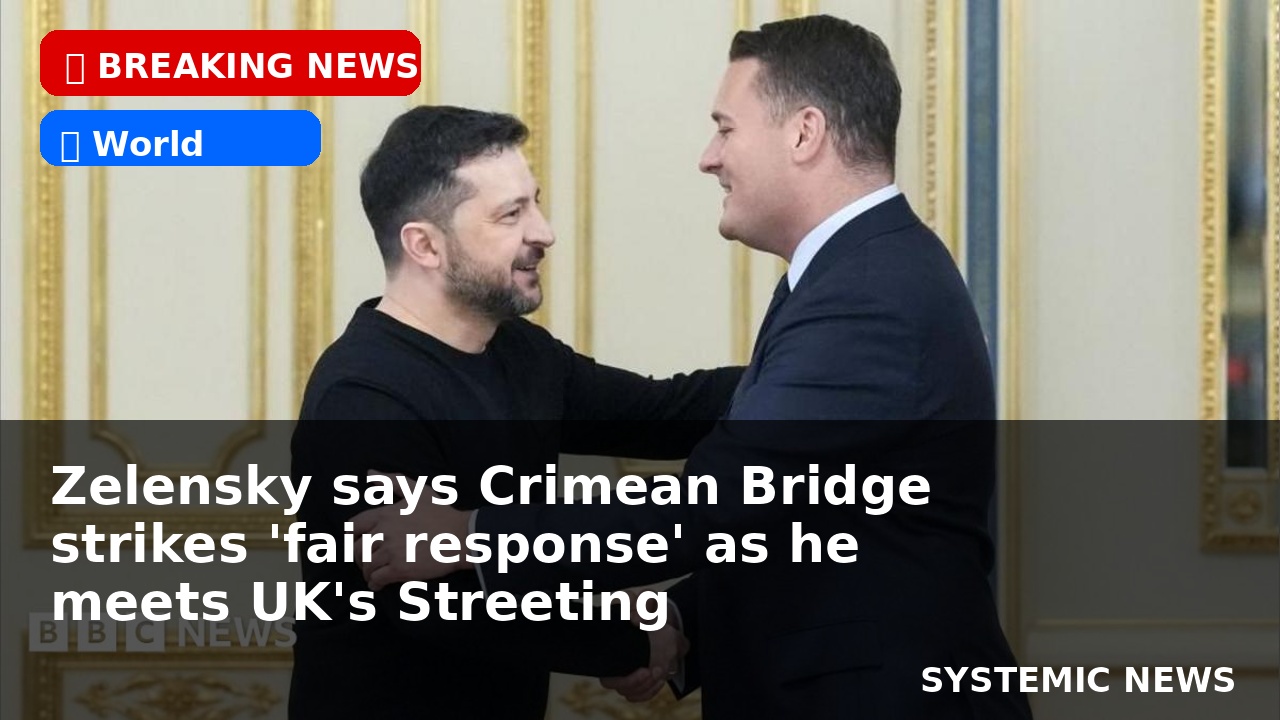 BREAKING NEWS
World
Zelensky says Crimean Bridge
strikes 'fair response' as he
meets UK's Streeting
BBC NEWS
SYSTEMIC NEWS